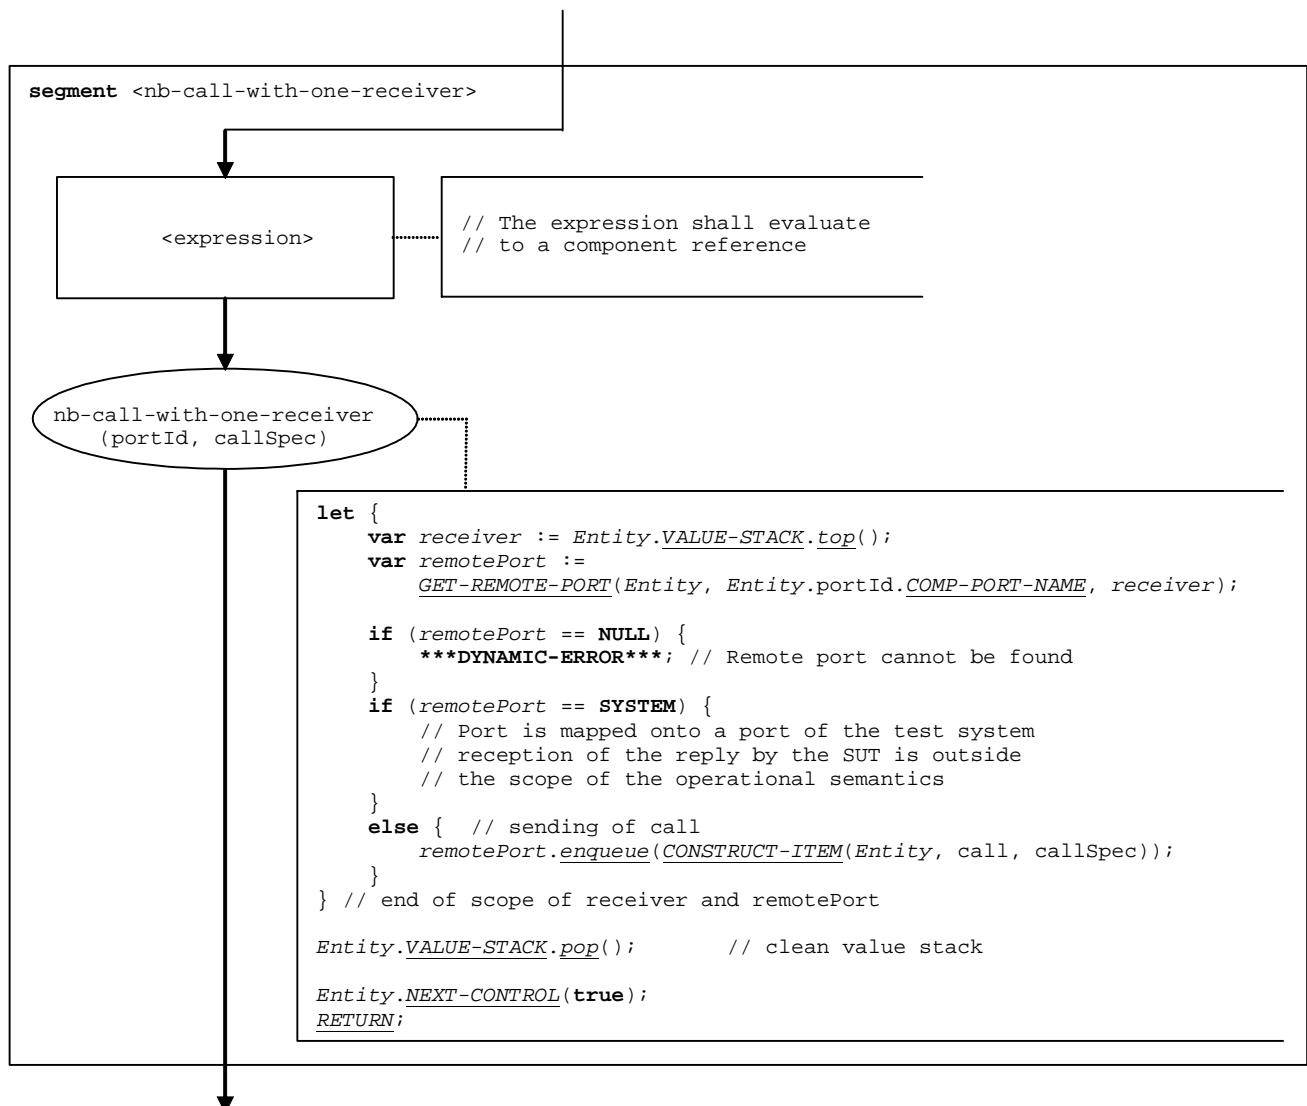 segment <nb-call-with-one-receiver>
<expression>
// The expression shall evaluate
// to a component reference
nb-call-with-one-receiver
(portId, callSpec)
let {
var receiver := Entity.VALUE-STACK.top();
var remotePort :=
GET-REMOTE-PORT(Entity, Entity.portId.COMP-PORT-NAME, receiver);
if (remotePort == NULL) {
***DYNAMIC-ERROR***; // Remote port cannot be found
}
if (remotePort == SYSTEM) {
// Port is mapped onto a port of the test system
// reception of the reply by the SUT is outside
// the scope of the operational semantics
}
else { // sending of call
remotePort.enqueue(CONSTRUCT-ITEM(Entity, call, callSpec));
}
} // end of scope of receiver and remotePort
Entity.VALUE-STACK.pop(); // clean value stack
Entity.NEXT-CONTROL(true);
RETURN;